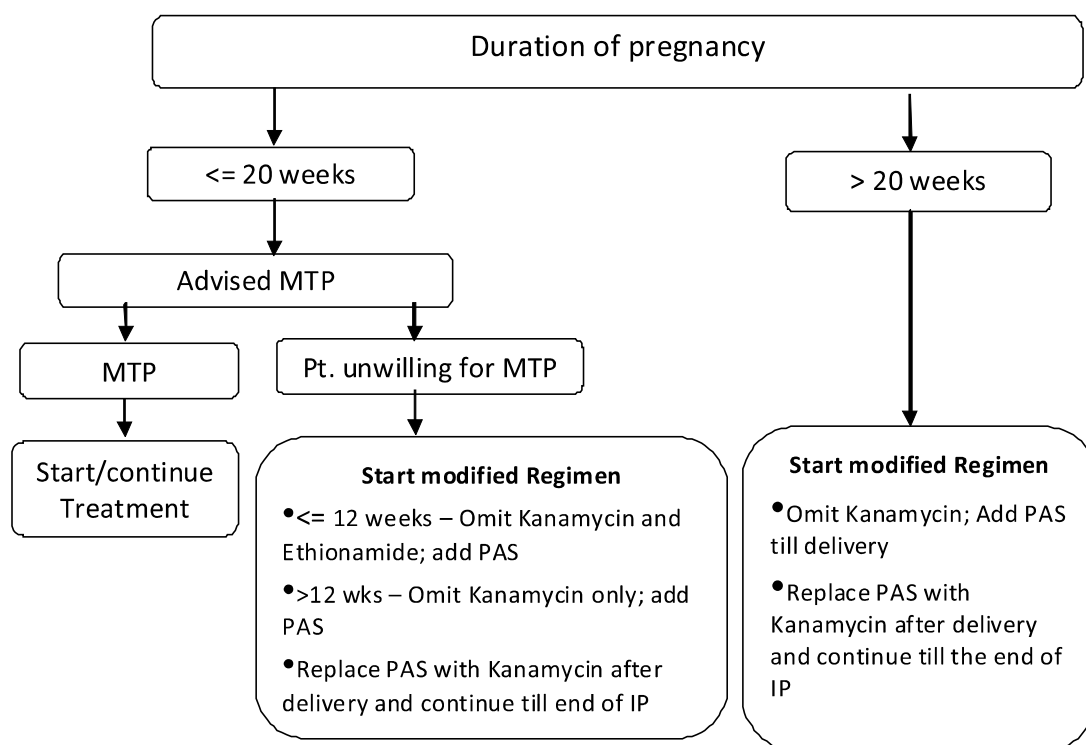 Duration of pregnancy
<= 20 weeks
> 20 weeks
Advised MTP
MTP
Pt. unwilling for MTP
Start/continue
Treatment
Start modified Regimen
•<= 12 weeks – Omit Kanamycin and
Ethionamide; add PAS
•>12 wks – Omit Kanamycin only; add
PAS
•Replace PAS with Kanamycin after
delivery and continue till end of IP
Start modified Regimen
•Omit Kanamycin; Add PAS
till delivery
•Replace PAS with
Kanamycin after delivery
and continue till the end of
IP